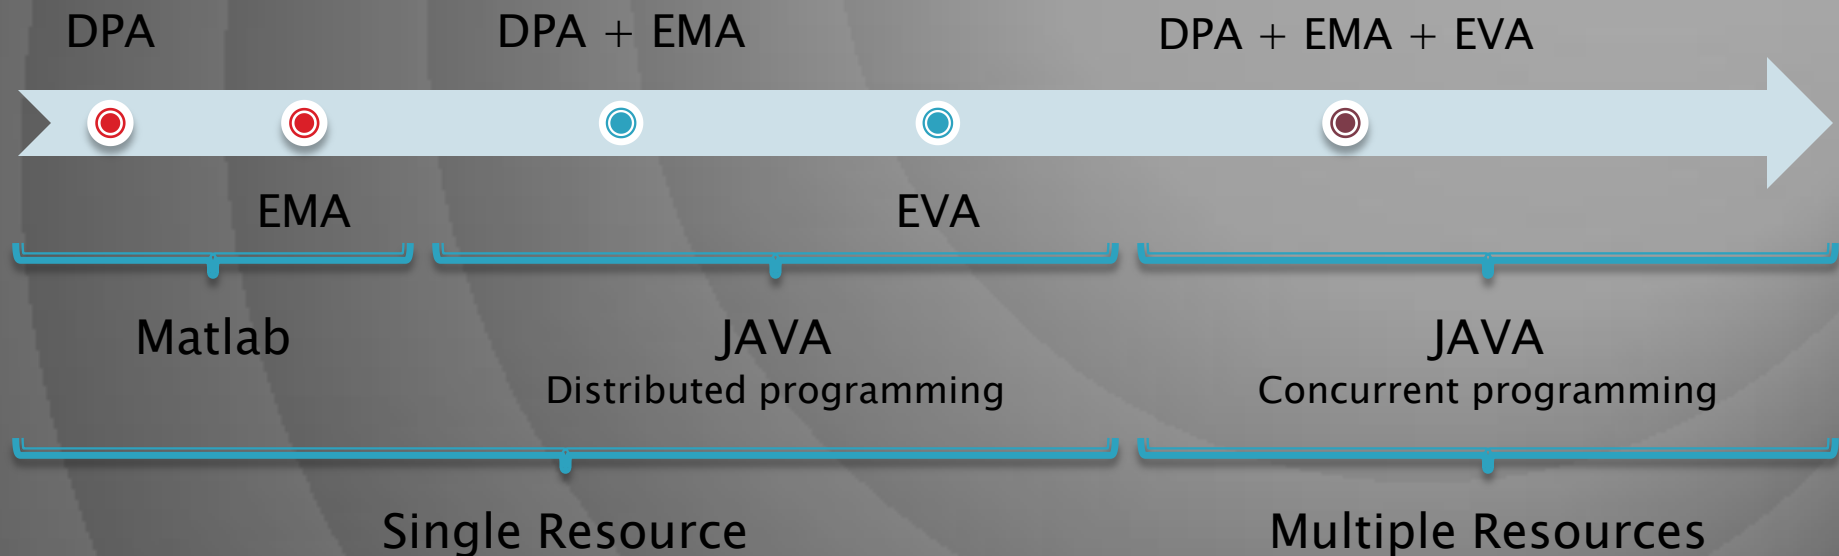 DPA
DPA + EMA
DPA + EMA + EVA
EMA
EVA
Matlab
JAVA
JAVA
Distributed programming
Concurrent programming
Single Resource
Multiple Resources